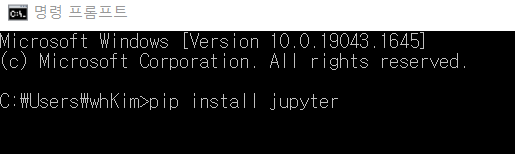 명령 프롬프트
Microsoft Windows [Version 10.0.19043.1645]
(c) Microsoft Corporation. All rights reserved.
C:₩Users₩whKim>pip install jupyter